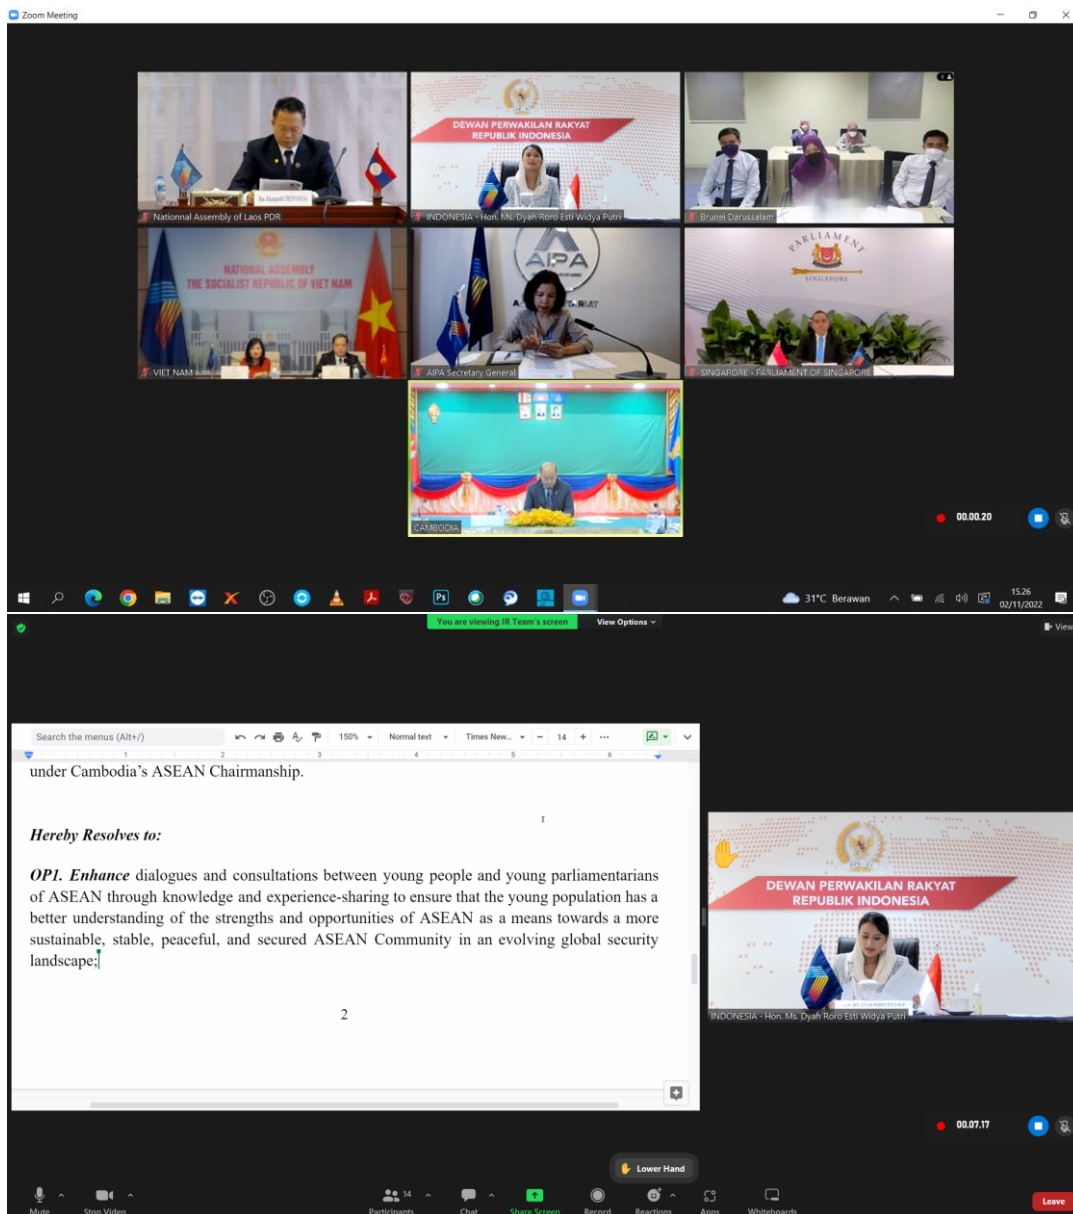 Zoom Meeting
DEWAN PERWAKILAN RAKYAT
REPUBLIK INDONESIA
Nationnal Assembly of Laos PDR
INDONESIA - Hon. Ms. Dyah Roro Esti Widya Putri
Brunei Darussalam
NATIONAL ASSEMBLY
THE SOCIALIST REPUBLIC OF VIET NAM
AIPA
PARLIAMENT
SINGAPORE
VIET NAM
AIPA Secretary General
SINGAPORE - PARLIAMENT OF SINGAPORE
CAMBODIA
00.00.20
Ps
31°C Berawan
15.26
02/11/2022
You are viewing IR Team's screen
View Options
View
Search the menus (Alt+/)
150%
Normal text
Times New...
14
1 2 3 4 5 6
under Cambodia's ASEAN Chairmanship.
Hereby Resolves to:
OP1. Enhance dialogues and consultations between young people and young parliamentarians
of ASEAN through knowledge and experience-sharing to ensure that the young population has a
better understanding of the strengths and opportunities of ASEAN as a means towards a more
sustainable, stable, peaceful, and secured ASEAN Community in an evolving global security
landscape;
2
DEWAN PERWAKILAN RAKYAT
REPUBLIK INDONESIA
INDONESIA - Hon. Ms. Dyah Roro Esti Widya Putri
00.07.17
Lower Hand
14
Mute
Stop Video
Participants
Chat
Share Screen
Record
Reactions
Apps
Whiteboards
Leave